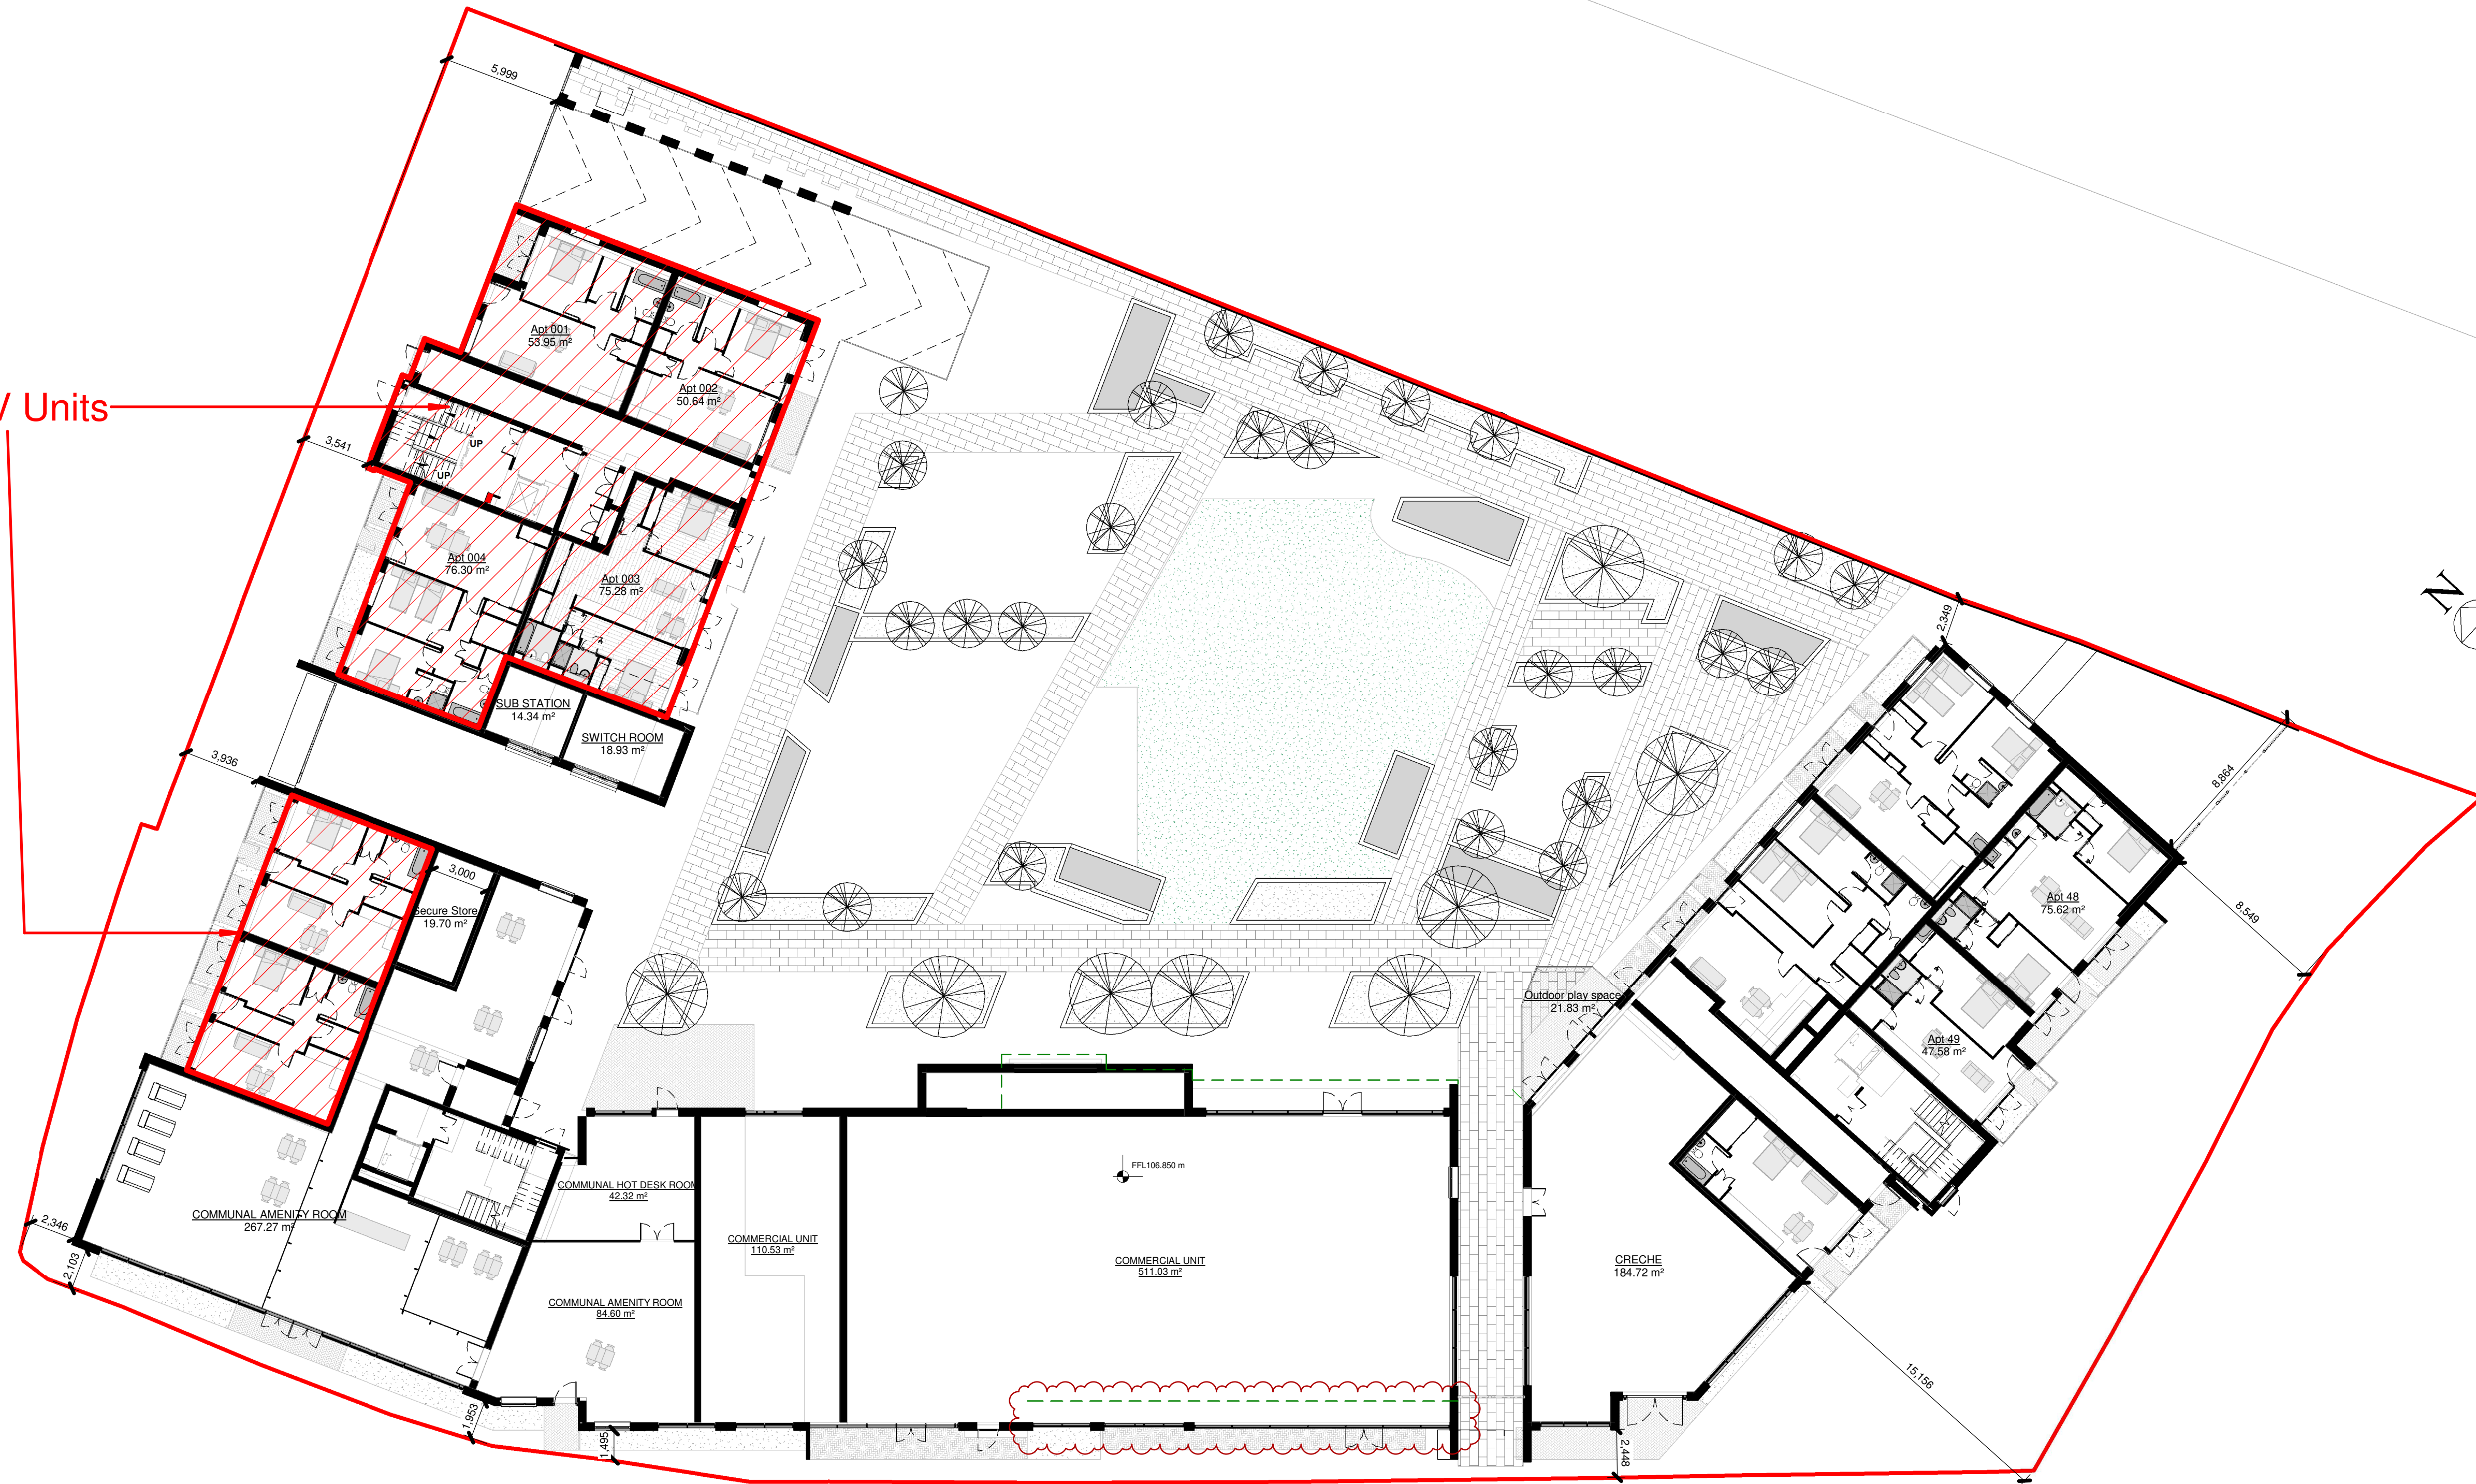 5,999
Apt 001
53.95 m²
Apt 002
50.64 m²
V Units
3,541
UP
UP
Apt 004
76.30 m²
Apt 003
75.28 m²
N
2,349
SUB STATION
14.34 m²
SWITCH ROOM
18.93 m²
3,936
8,864
3,000
Secure Store
19.70 m²
Apt 48
75.62 m²
8,549
Outdoor play space
21.83 m²
Apt 49
47.58 m²
FFL106.850 m
COMMUNAL HOT DESK ROOM
42.32 m²
COMMUNAL AMENITY ROOM
267.27 m²
2,346
2,103
COMMERCIAL UNIT
110.53 m²
COMMERCIAL UNIT
511.03 m²
CRECHE
184.72 m²
COMMUNAL AMENITY ROOM
84.60 m²
15,156
1,953
1,495
2,448